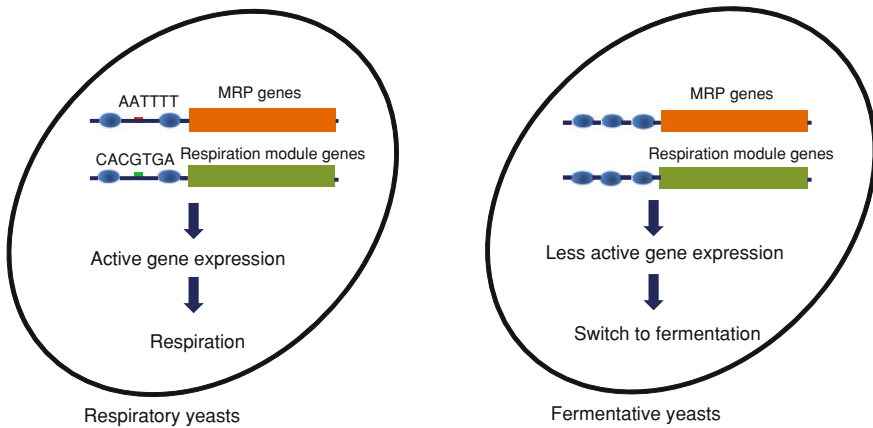 AATTTT
MRP genes
CACGTGA
Respiration module genes
Active gene expression
Respiration
Respiratory yeasts
MRP genes
Respiration module genes
Less active gene expression
Switch to fermentation
Fermentative yeasts